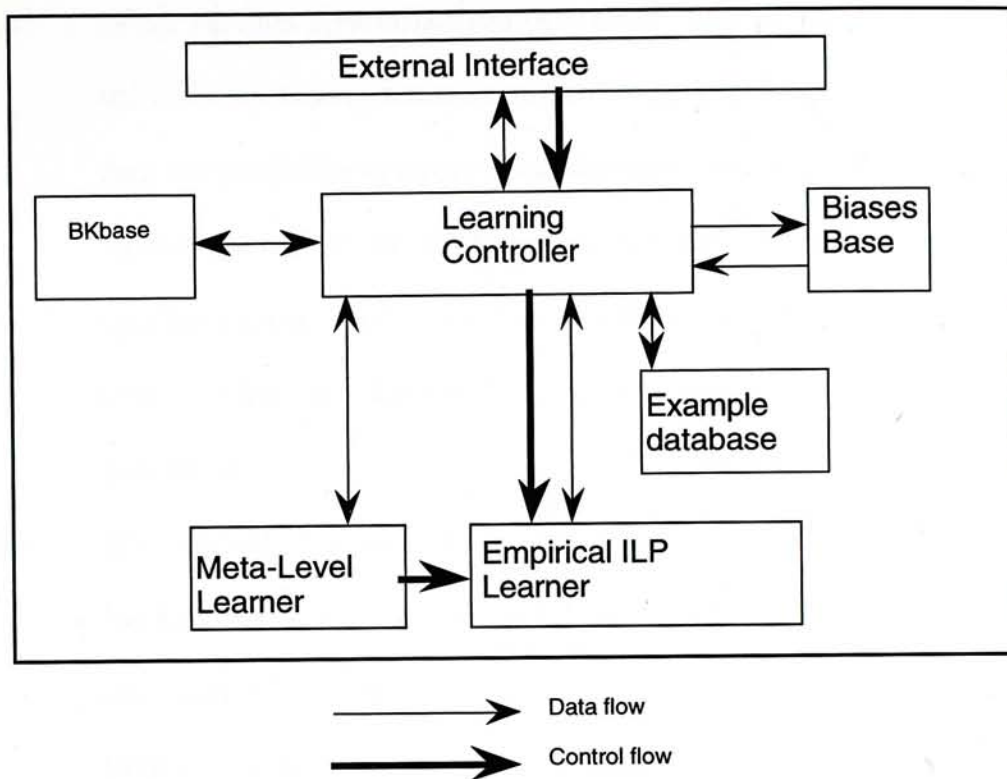 External Interface
BKbase
Learning
Controller
Biases
Base
Example
database
Meta-Level
Learner
Empirical ILP
Learner
Data flow
Control flow